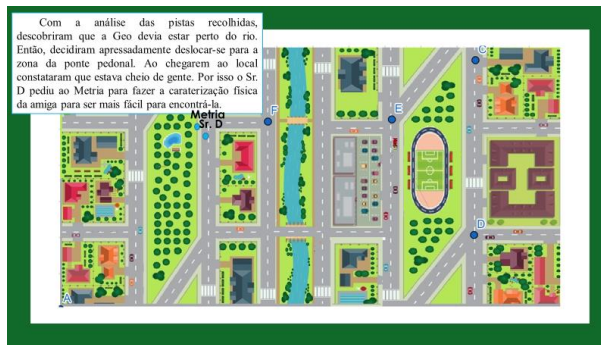 Com a análise das pistas recolhidas,
descobriram que a Geo devia estar perto do rio.
Então, decidiram apressadamente deslocar-se para a
zona da ponte pedonal. Ao chegarem ao local
constataram que estava cheio de gente. Por isso o Sr.
D pediu ao Metria para fazer a caraterização física
da amiga para ser mais fácil para encontrá-la.
C
Metria
Sr. D
F
E
D
A